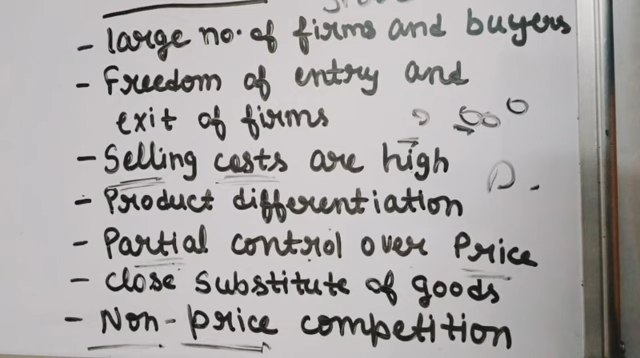 - large no. of firms and buyers
- Freedom of entry and
exit of firms
- Selling costs are high
- Product differentiation
- Partial control over Price
- close substitute of goods
- Non-price competition